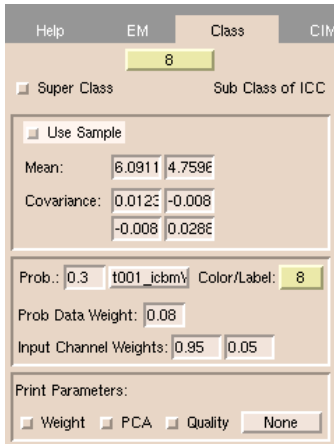 Help EM Class CIM
8
Super Class Sub Class of ICC
Use Sample
Mean: 6.0911 4.7596
Covariance: 0.0123 -0.008
-0.008 0.0286
Prob.: 0.3 t001_icbmV Color/Label: 8
Prob Data Weight: 0.08
Input Channel Weights: 0.95 0.05
Print Parameters:
Weight PCA Quality None